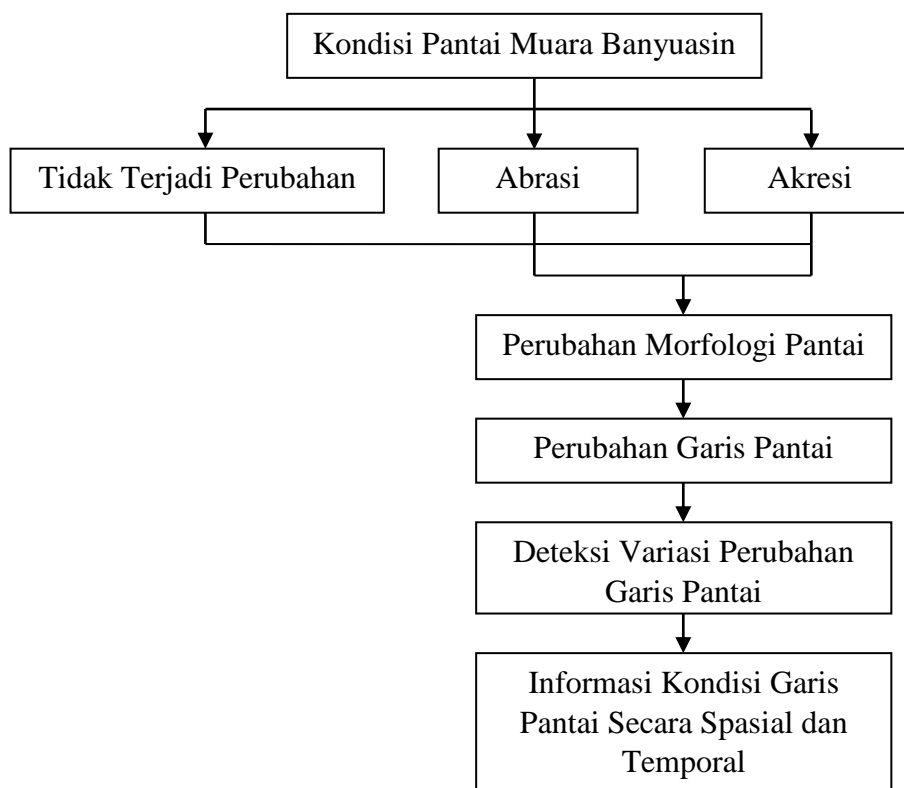 Kondisi Pantai Muara Banyuasin
Tidak Terjadi Perubahan
Abrasi
Akresi
Perubahan Morfologi Pantai
Perubahan Garis Pantai
Deteksi Variasi Perubahan
Garis Pantai
Informasi Kondisi Garis
Pantai Secara Spasial dan
Temporal